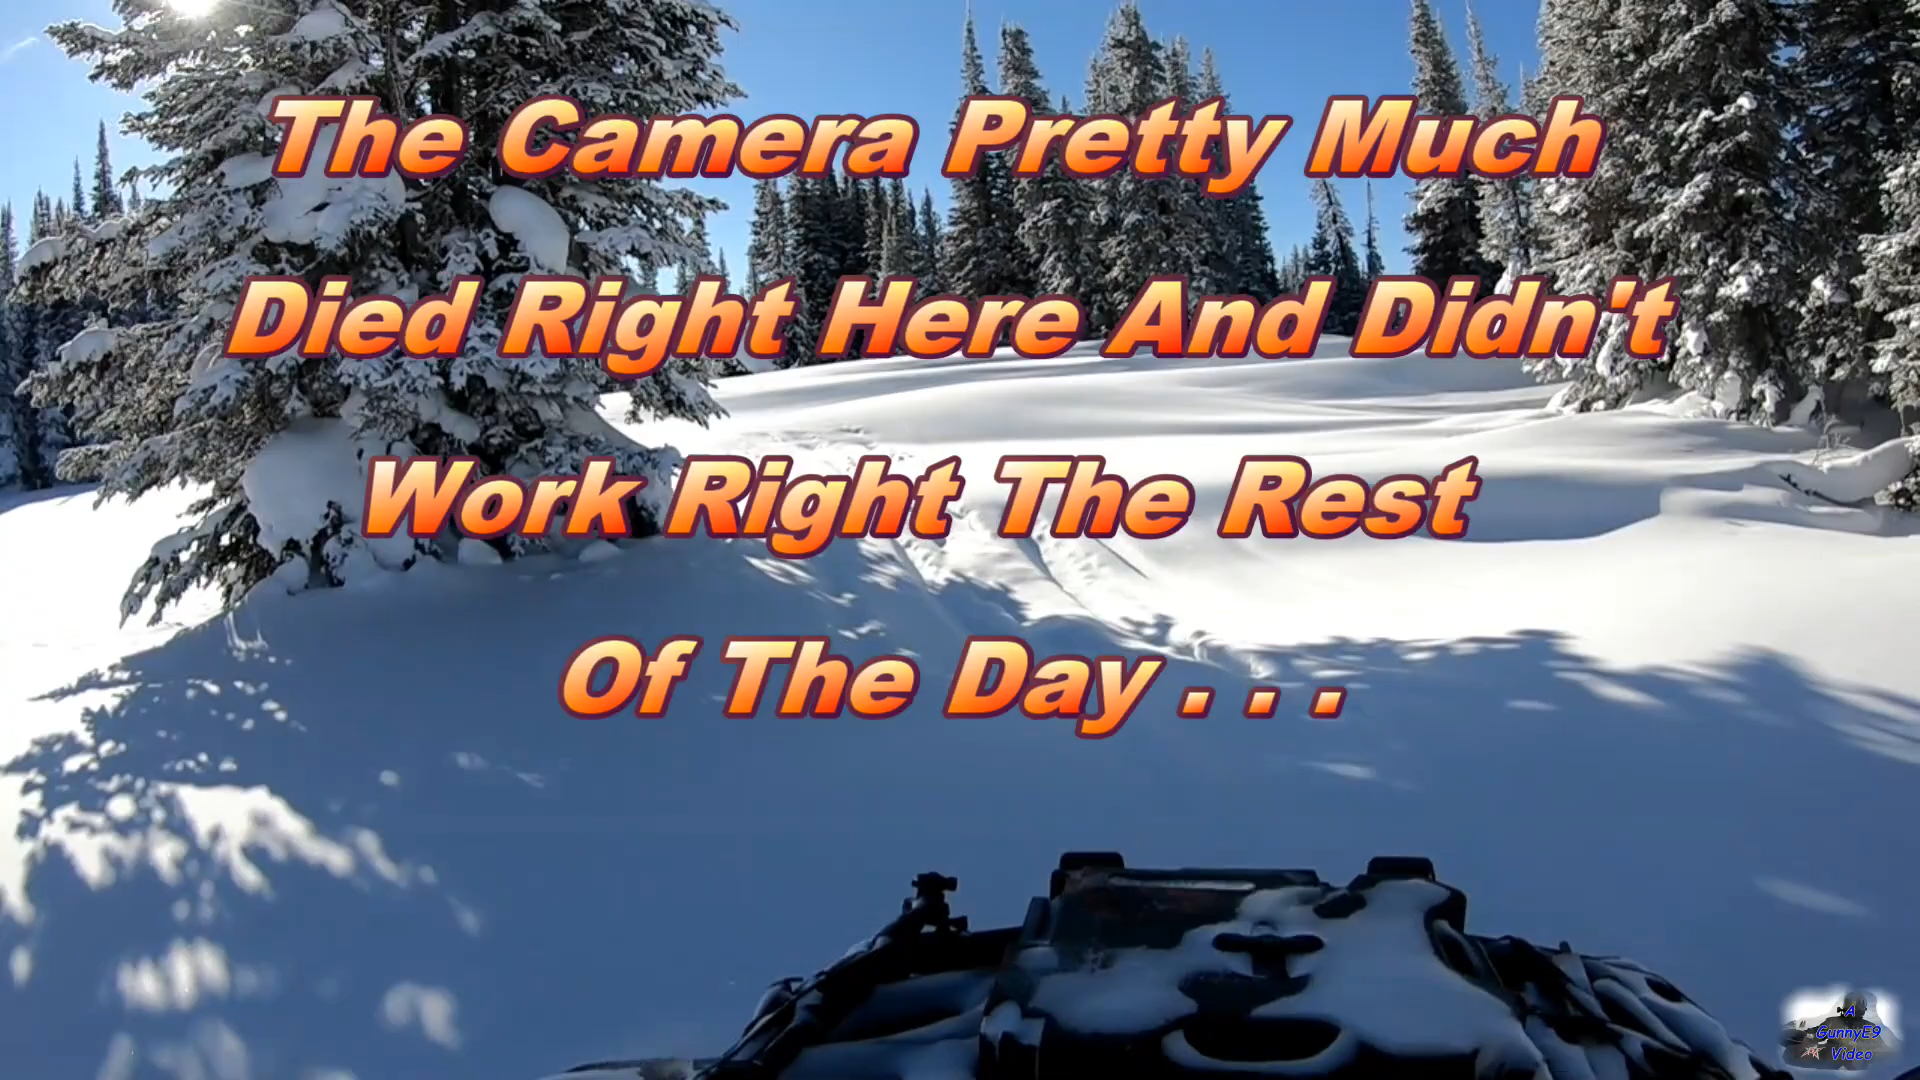 The Camera Pretty Much
Died Right Here And Didn't
Work Right The Rest
Of The Day . . .
A
GunnyE9
Video